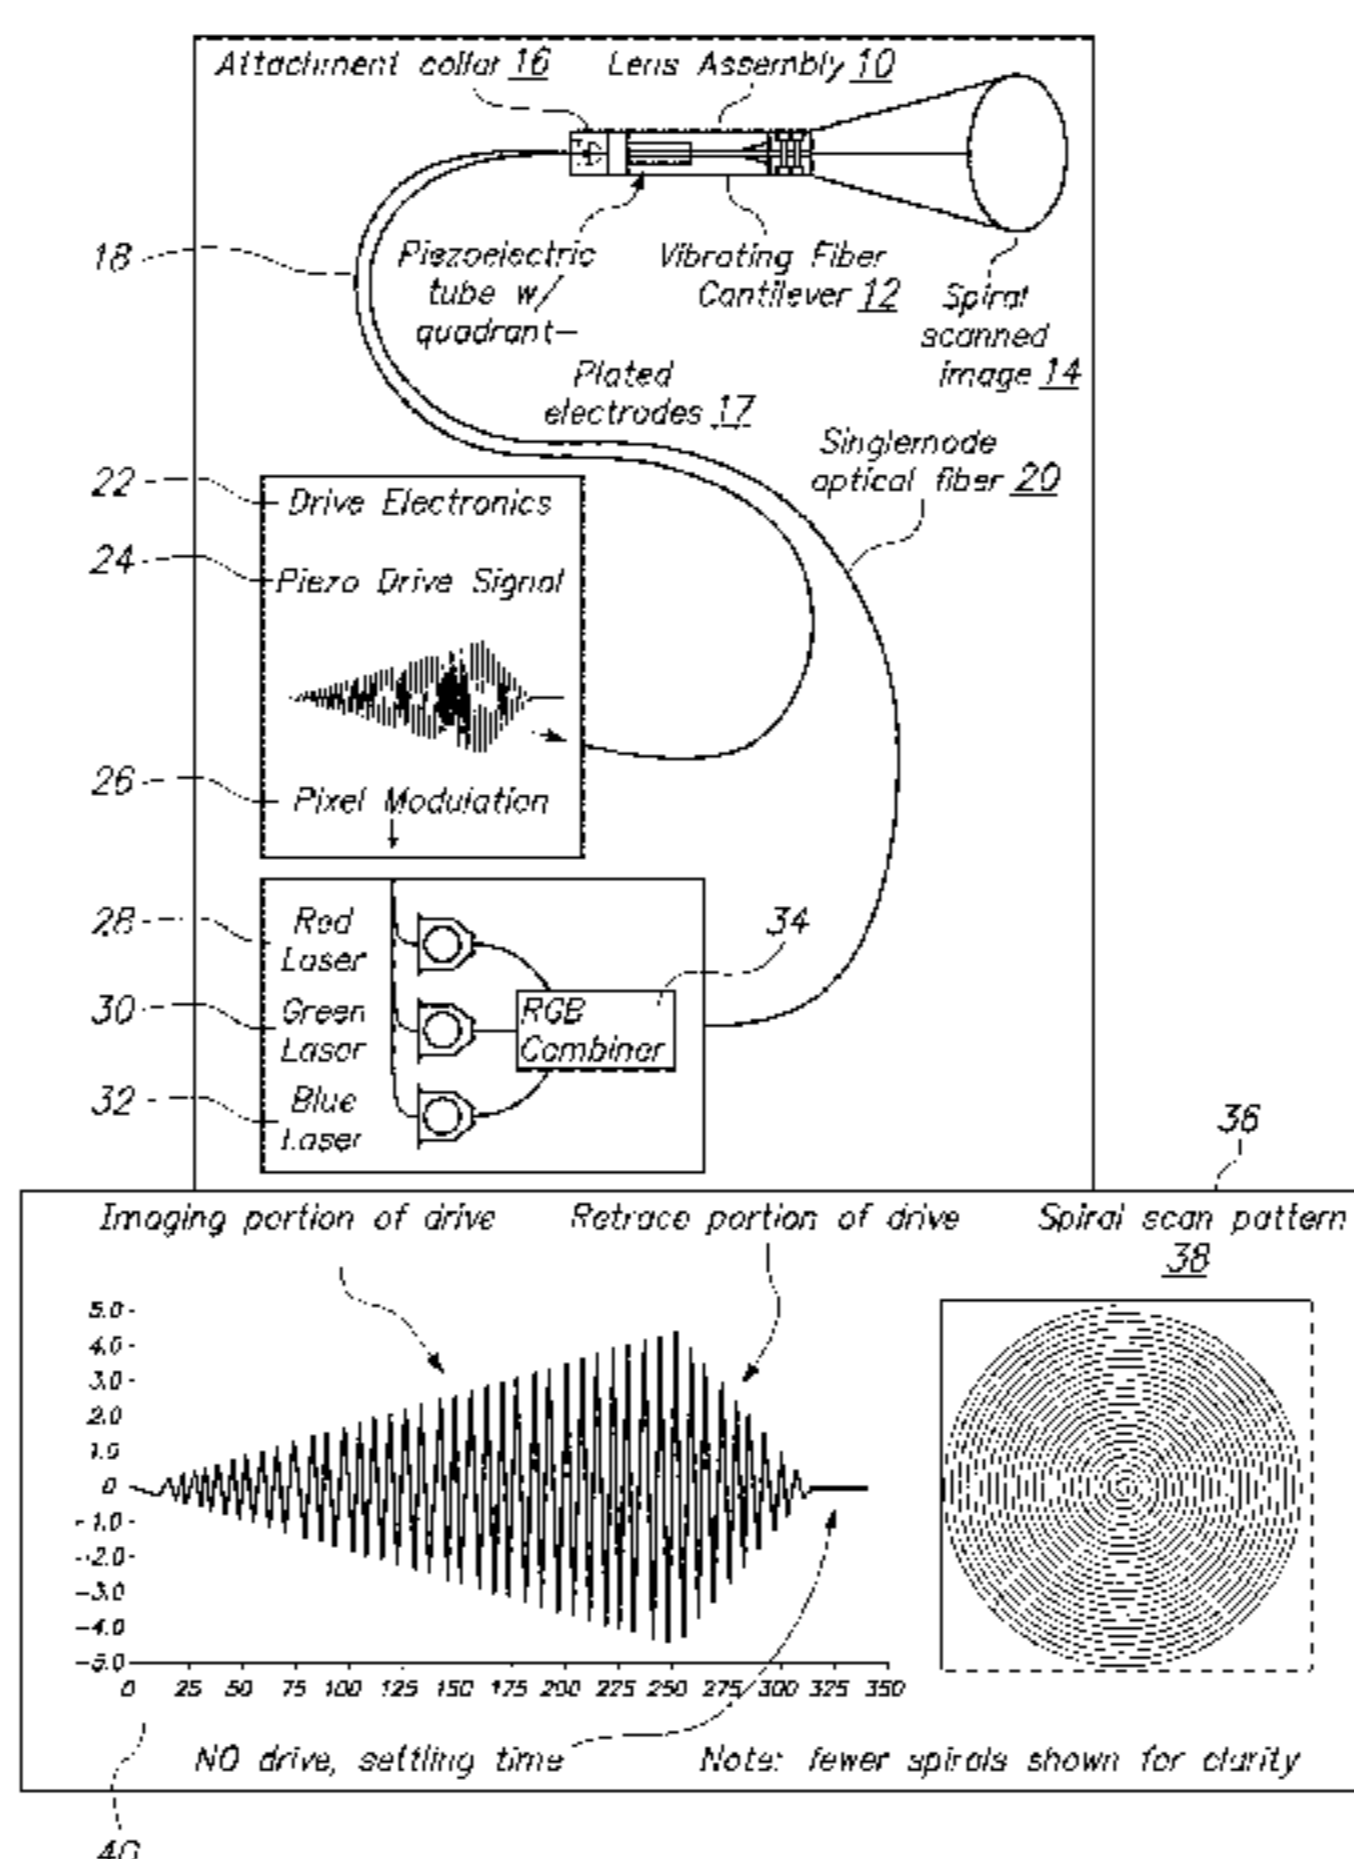 Attachment collar 16 Lens Assembly 10
18
Piezoelectric
tube w/
quadrant-
Vibrating Fiber
Cantilever 12
Spiral
scanned
image 14
Plated
electrodes 17
Singlemode
optical fiber 20
22
Drive Electronics
24
Piezo Drive Signal
26
Pixel Modulation
28
Red
Laser
34
30
Green
Laser
RGB
Combiner
32
Blue
Laser
36
Imaging portion of drive Retrace portion of drive Spiral scan pattern
38
5.0
4.0
3.0
2.0
1.0
0
-1.0
-2.0
-3.0
-4.0
-5.0
0 25 50 75 100 125 150 175 200 225 250 275 300 325 350
NO drive, settling time Note: fewer spirals shown for clarity
40